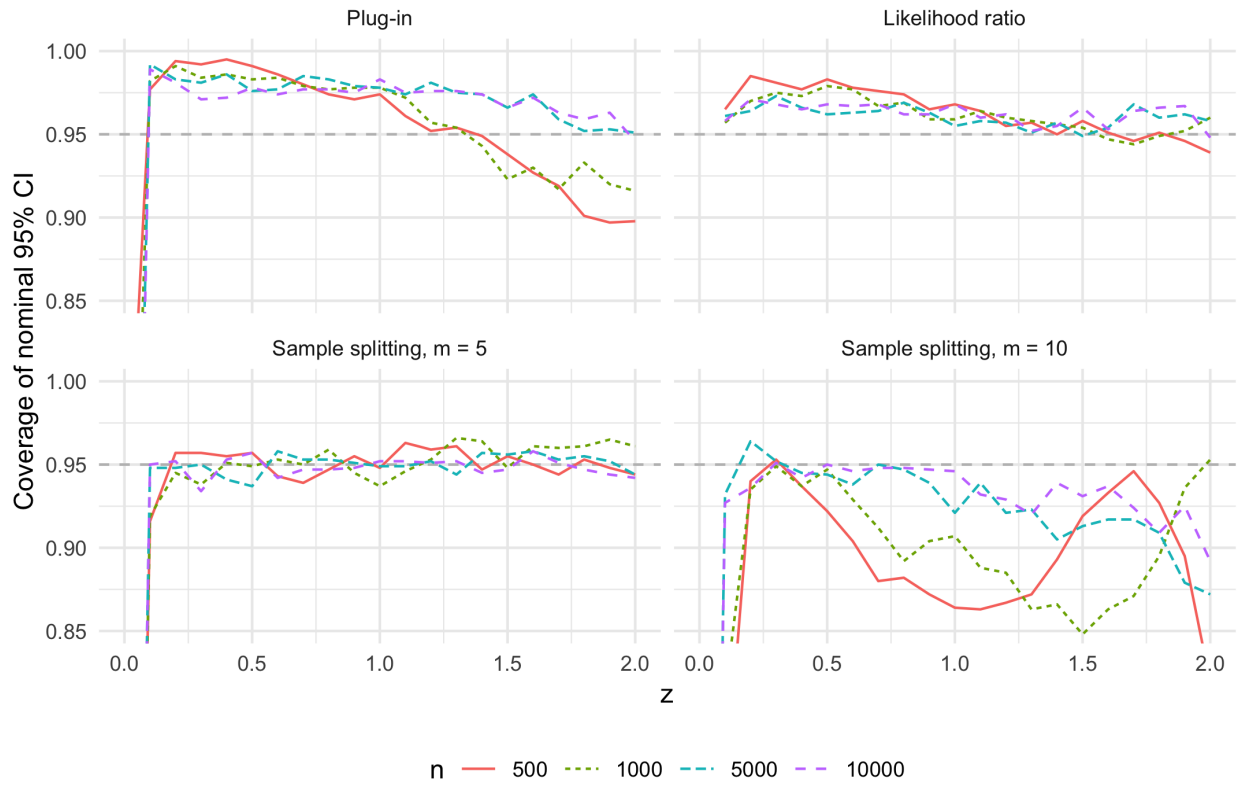 Plug-in
Likelihood ratio
1.00
0.95
0.90
0.85
Sample splitting, m = 5
Sample splitting, m = 10
1.00
0.95
0.90
0.85
Coverage of nominal 95% CI
0.0 0.5 1.0 1.5 2.0
0.0 0.5 1.0 1.5 2.0
z
n 500 1000 5000 10000